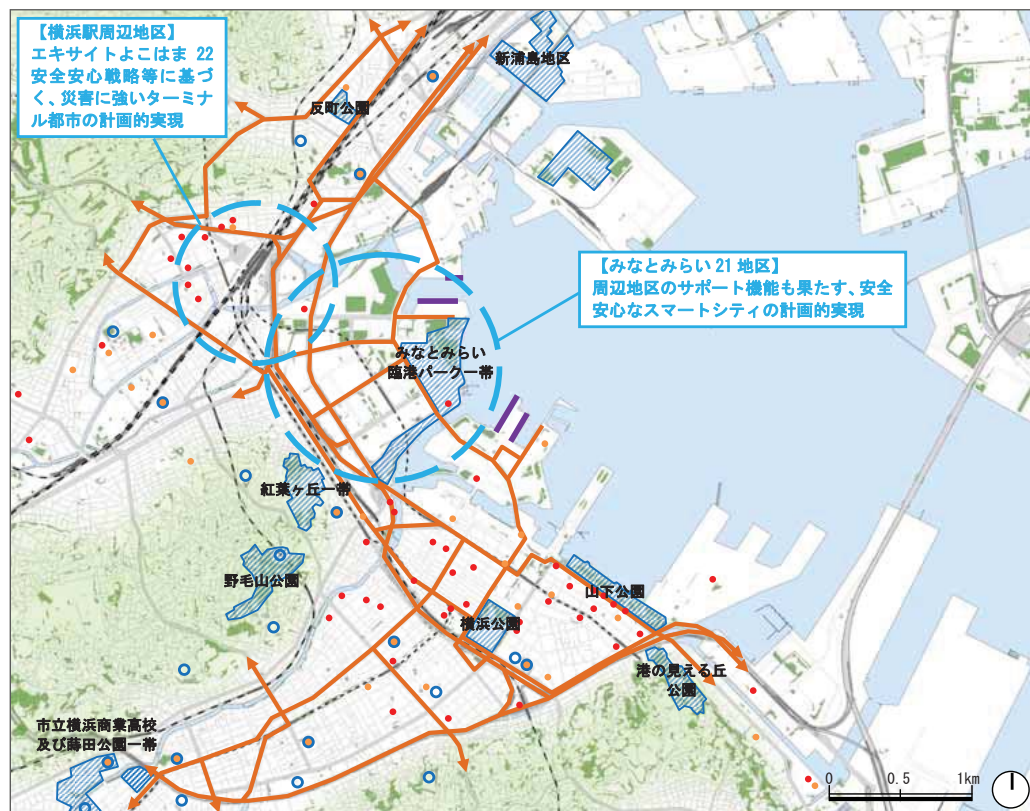 【横浜駅周辺地区】
エキサイトよこはま 22
安全安心戦略等に基づ
く、災害に強いターミナ
ル都市の計画的実現
新浦島地区
反町公園
【みなとみらい 21 地区】
周辺地区のサポート機能も果たす、安全
安心なスマートシティの計画的実現
みなとみらい
臨港パーク一帯
紅葉ヶ丘一帯
野毛山公園
山下公園
横浜公園
港の見える丘
公園
市立横浜商業高校
及び蒔田公園一帯
0 0.5 1km